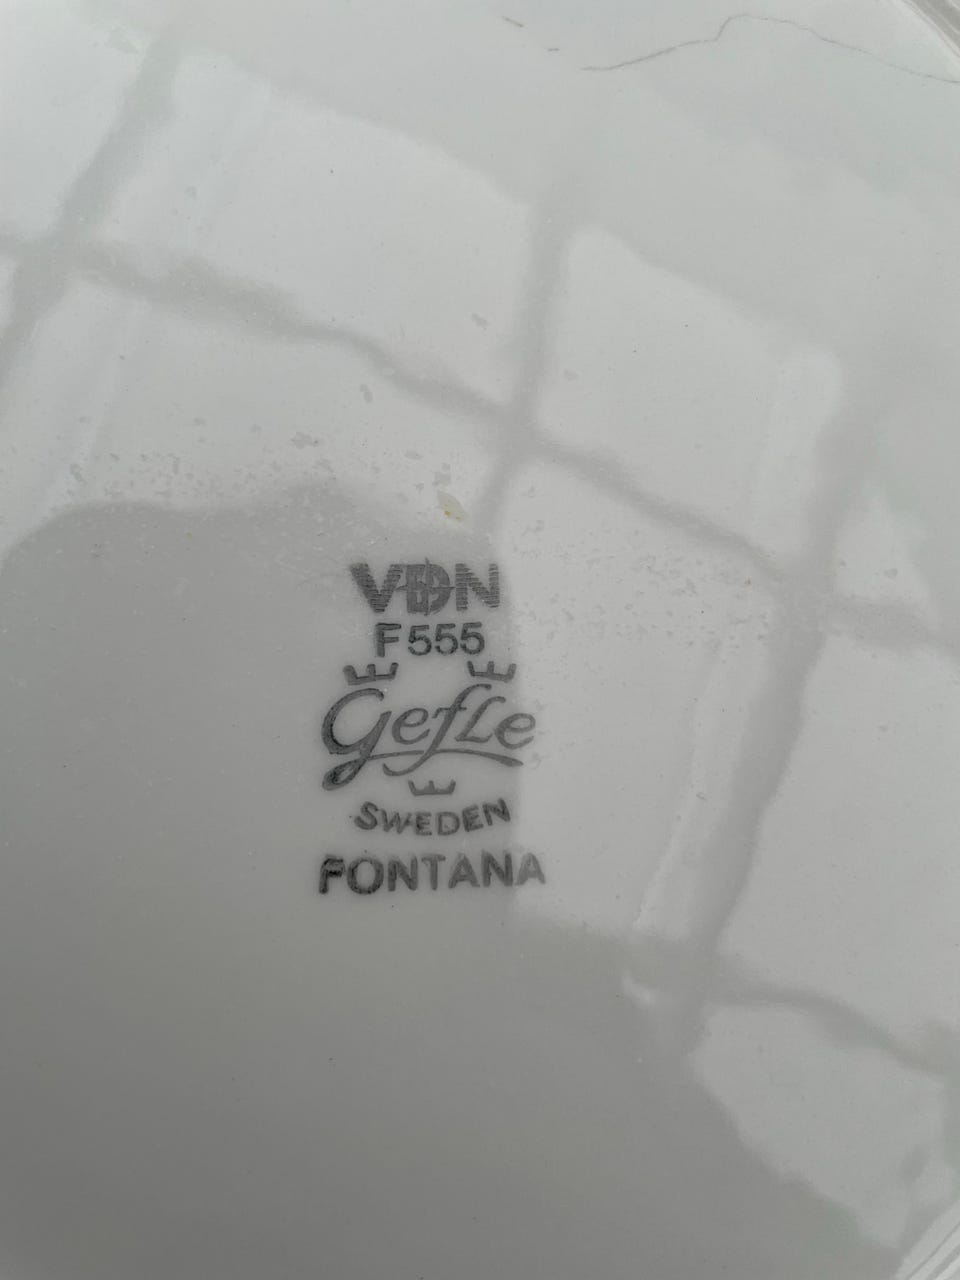 VDN
F555
Gefle
SWEDEN
FONTANA